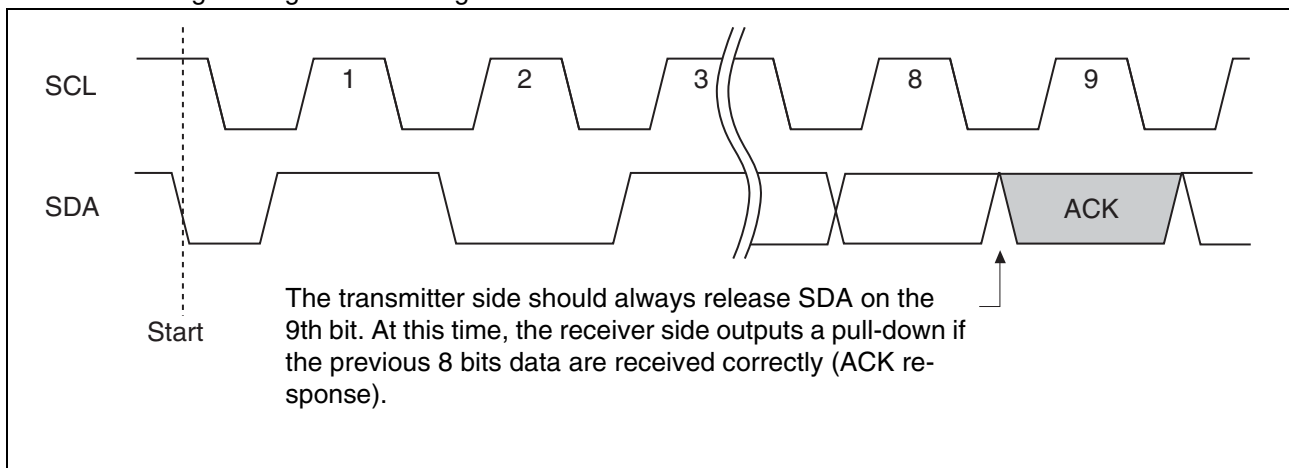 SCL
1
2
3
8
9
SDA
ACK
Start
The transmitter side should always release SDA on the
9th bit. At this time, the receiver side outputs a pull-down if
the previous 8 bits data are received correctly (ACK re-
sponse).